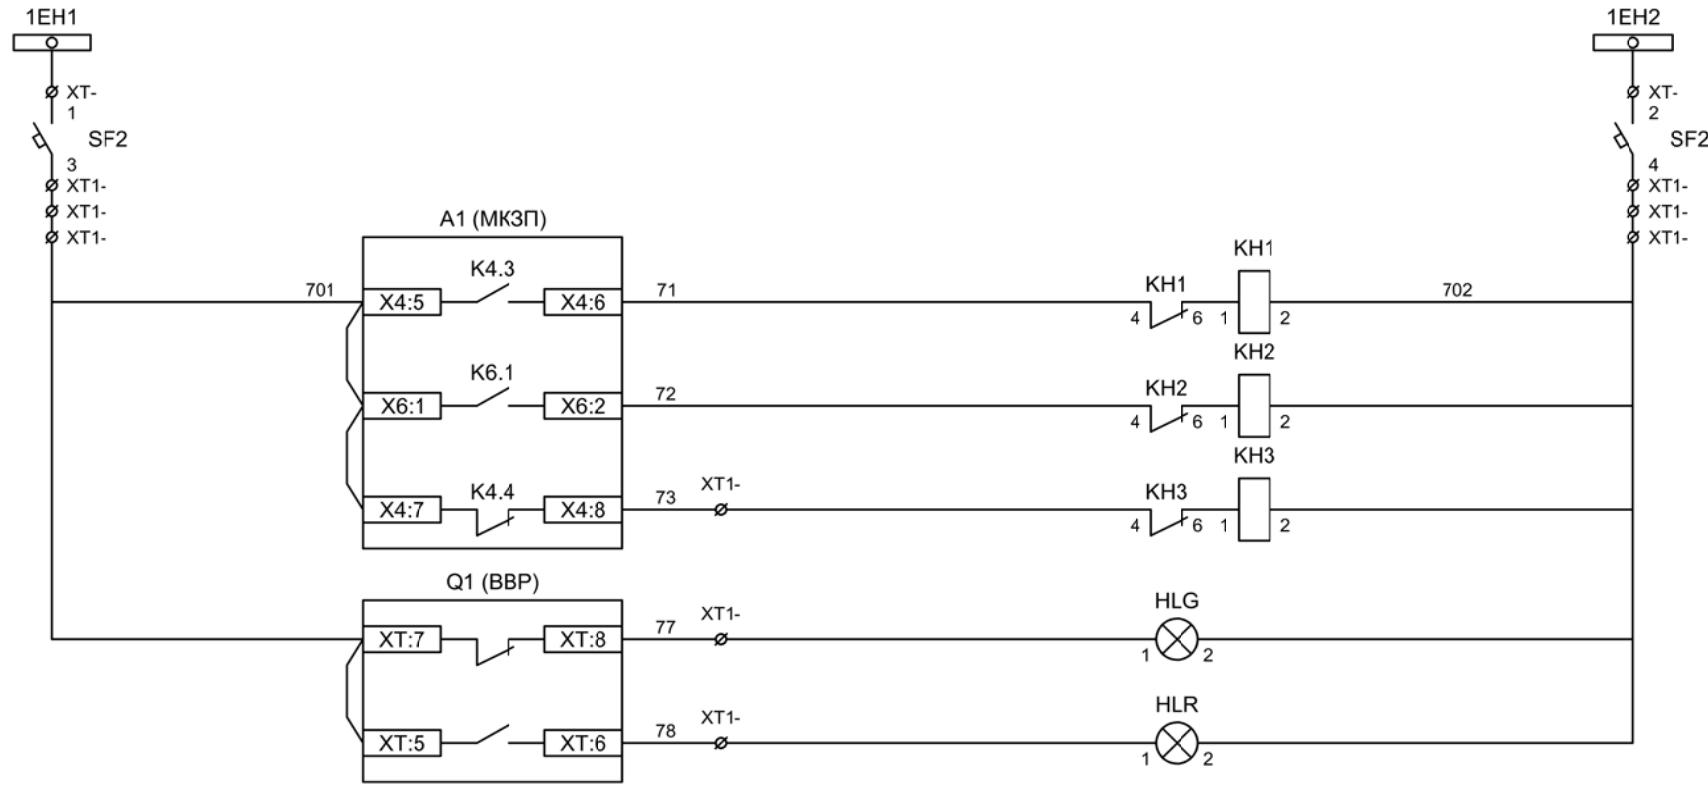 1EH1
1EH2
XT-
XT-
1
2
SF2
SF2
3
4
XT1-
XT1-
XT1-
XT1-
XT1-
XT1-
A1 (МКЗП)
KH1
K4.3
KH1
701
X4:5
X4:6
71
4
6
1
2
702
KH2
K6.1
KH2
X6:1
X6:2
72
4
6
1
2
KH3
K4.4
XT1-
KH3
X4:7
X4:8
73
4
6
1
2
Q1 (ВВР)
XT1-
HLG
XT:7
XT:8
77
1
2
XT1-
HLR
XT:5
XT:6
78
1
2